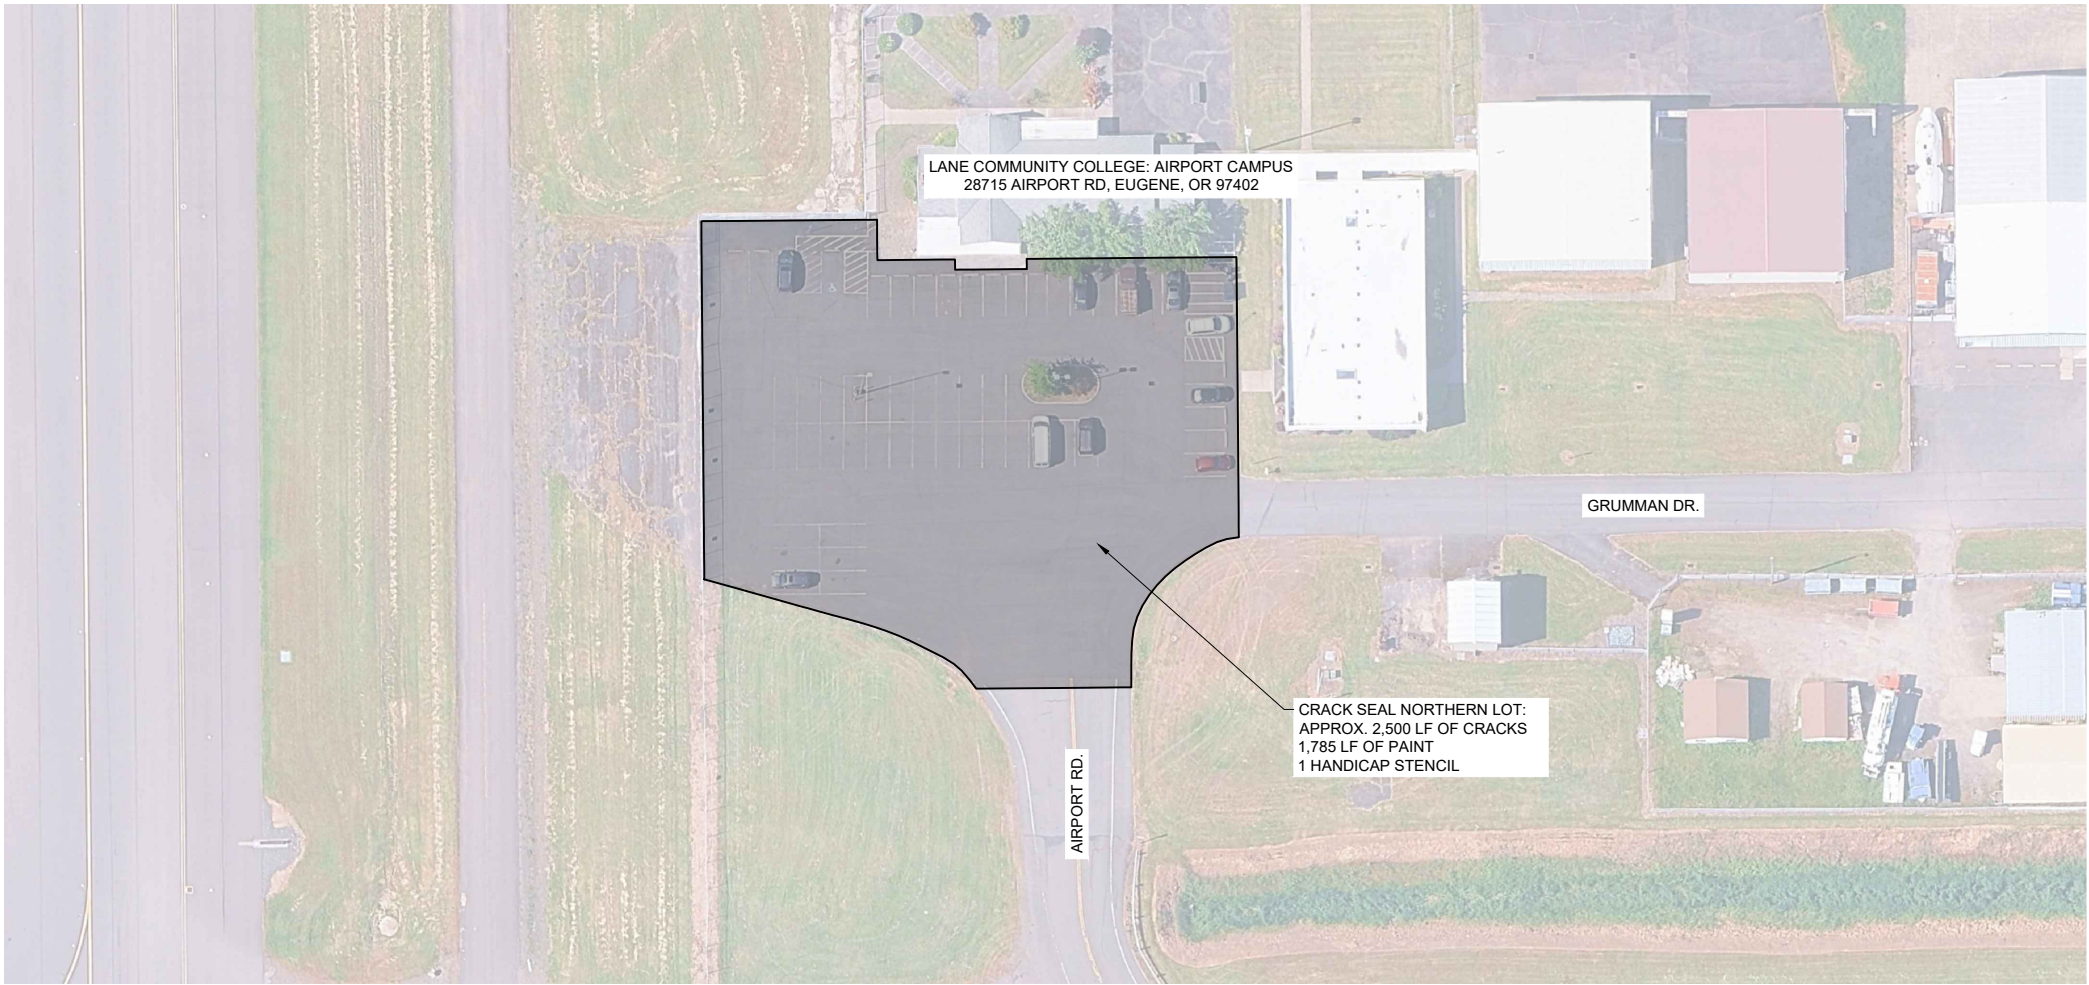 LANE COMMUNITY COLLEGE: AIRPORT CAMPUS
28715 AIRPORT RD, EUGENE, OR 97402
GRUMMAN DR.
CRACK SEAL NORTHERN LOT:
APPROX. 2,500 LF OF CRACKS
1,785 LF OF PAINT
1 HANDICAP STENCIL
AIRPORT RD.